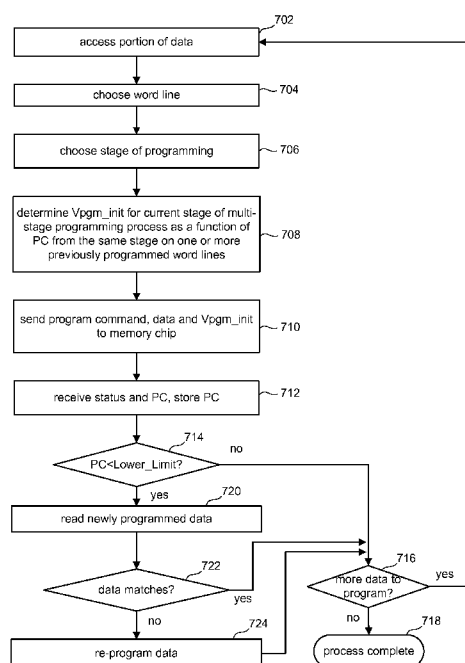 702
access portion of data
704
choose word line
706
choose stage of programming
determine Vpgm_init for current stage of multi-
stage programming process as a function of
PC from the same stage on one or more
previously programmed word lines
708
send program command, data and Vpgm_init
to memory chip
710
receive status and PC, store PC
712
714
PC<Lower_Limit?
no
yes
720
read newly programmed data
722
data matches?
yes
no
716
more data to
program?
yes
no
724
re-program data
718
process complete